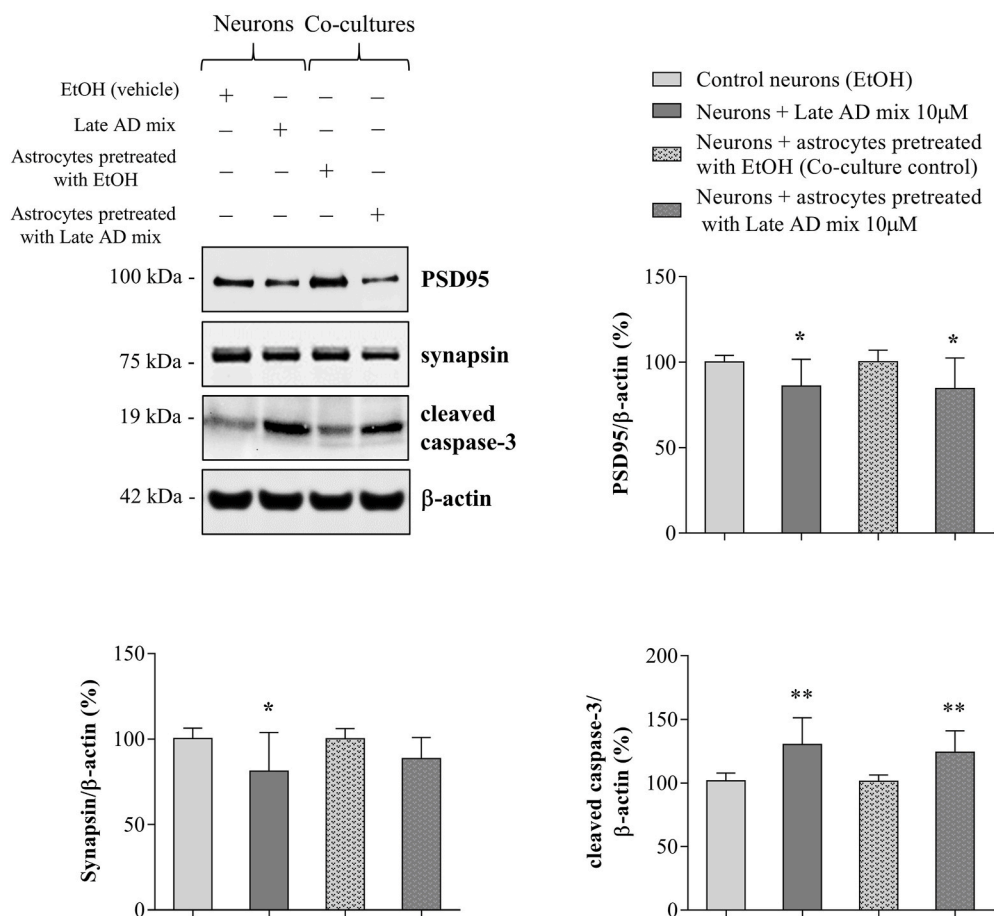 Neurons Co-cultures
EtOH (vehicle) + – – –
Late AD mix – + – –
Astrocytes pretreated
with EtOH – – + –
Astrocytes pretreated
with Late AD mix – – – +
100 kDa - PSD95
75 kDa - synapsin
19 kDa - cleaved
caspase-3
42 kDa - β-actin
Control neurons (EtOH)
Neurons + Late AD mix 10μM
Neurons + astrocytes pretreated
with EtOH (Co-culture control)
Neurons + astrocytes pretreated
with Late AD mix 10μM
PSD95/β-actin (%)
150
100
50
0
* *
Synapsin/β-actin (%)
150
100
50
0
*
cleaved caspase-3/
β-actin (%)
200
150
100
50
0
** **